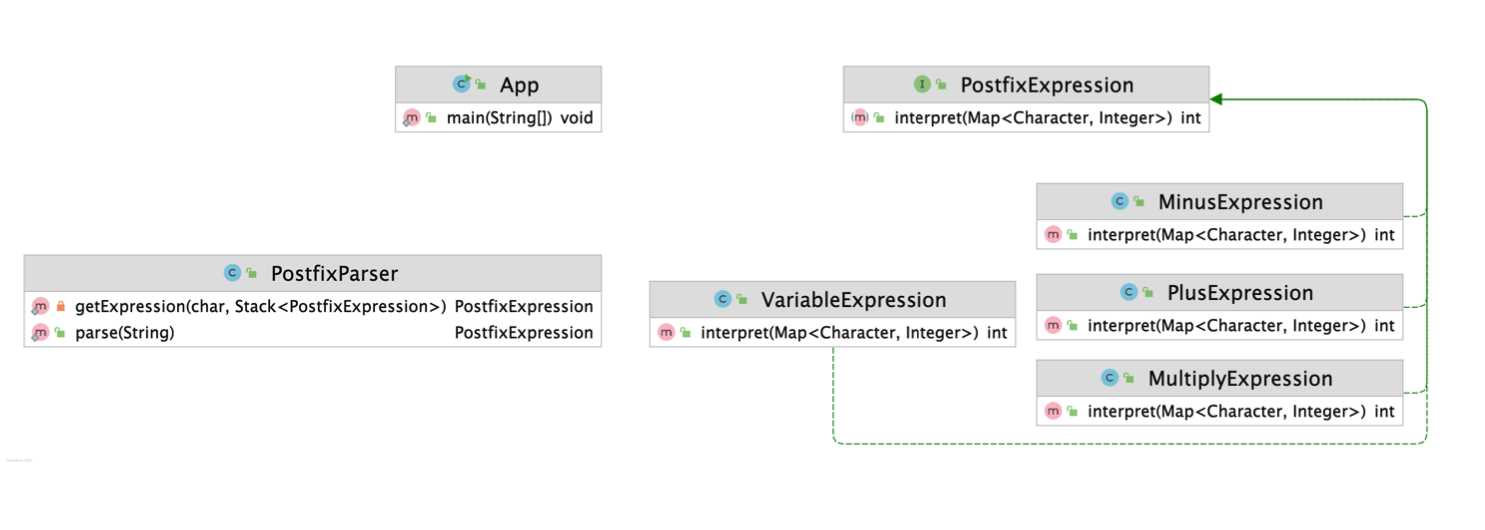 App
main(String[]) void
PostfixExpression
interpret(Map<Character, Integer>) int
MinusExpression
interpret(Map<Character, Integer>) int
PostfixParser
getExpression(char, Stack<PostfixExpression>) PostfixExpression
parse(String) PostfixExpression
VariableExpression
interpret(Map<Character, Integer>) int
PlusExpression
interpret(Map<Character, Integer>) int
MultiplyExpression
interpret(Map<Character, Integer>) int